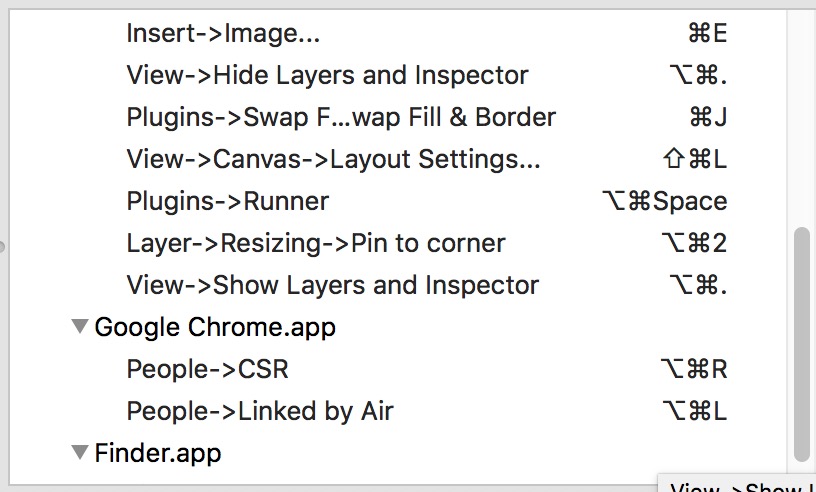 Insert->Image... ⌘E
View->Hide Layers and Inspector ⌥⌘.
Plugins->Swap F...wap Fill & Border ⌘J
View->Canvas->Layout Settings... ⇧⌘L
Plugins->Runner ⌥⌘Space
Layer->Resizing->Pin to corner ⌥⌘2
View->Show Layers and Inspector ⌥⌘.
Google Chrome.app
People->CSR ⌥⌘R
People->Linked by Air ⌥⌘L
Finder.app
View->Show